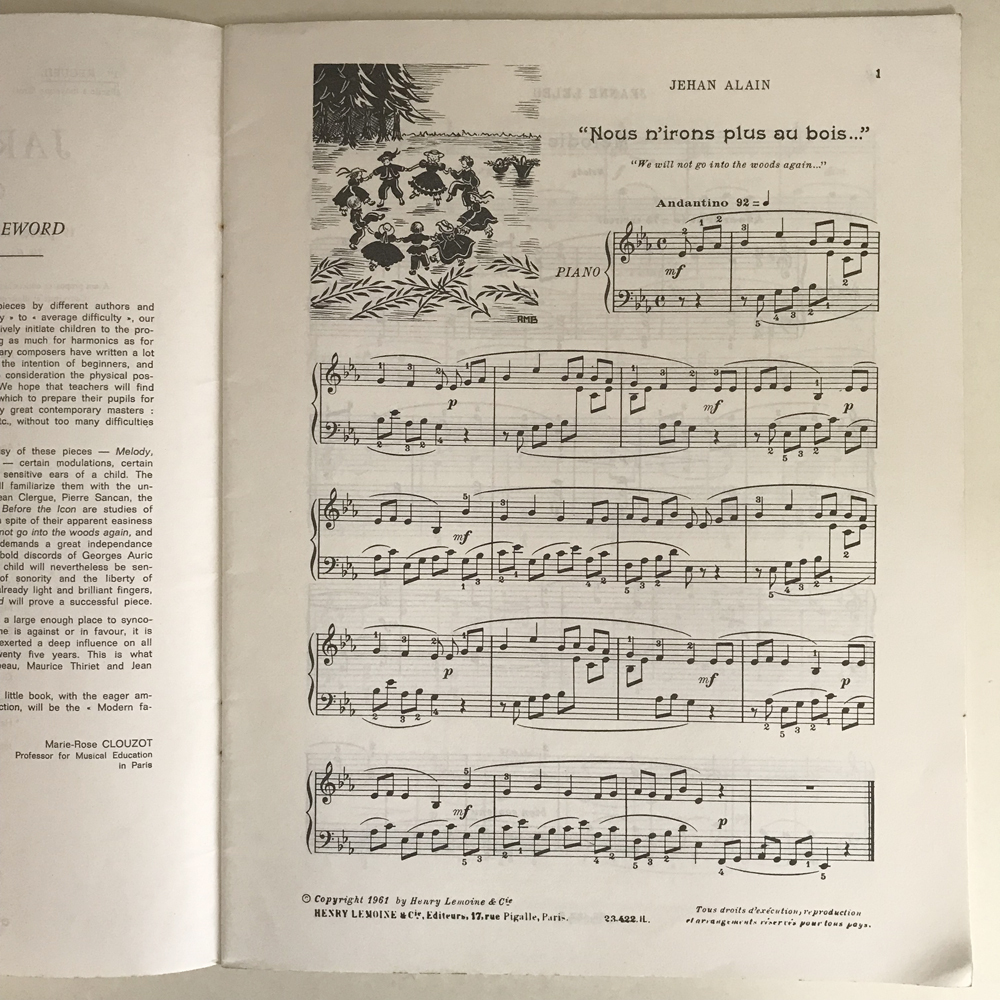 EWORD
pieces by different authors and
y » to « average difficulty », our
ively initiate children to the pro-
g as much for harmonics as for
ary composers have written a lot
the intention of beginners, and
consideration the physical pos-
We hope that teachers will find
which to prepare their pupils for
y great contemporary masters :
tc., without too many difficulties
sy of these pieces — Melody,
— certain modulations, certain
sensitive ears of a child. The
ll familiarize them with the un-
ean Clergue, Pierre Sancan, the
Before the Icon are studies of
spite of their apparent easiness
not go into the woods again, and
demands a great independance
bold discords of Georges Auric
child will nevertheless be sen-
of sonority and the liberty of
already light and brilliant fingers,
d will prove a successful piece.
a large enough place to synco-
ne is against or in favour, it is
exerted a deep influence on all
wenty five years. This is what
beau, Maurice Thiriet and Jean
little book, with the eager am-
ction, will be the « Modern fa-
Marie-Rose CLOUZOT
Professor for Musical Education
in Paris
1
JEHAN ALAIN
"Nous n'irons plus au bois..."
"We will not go into the woods again..."
Andantino 92 =
PIANO
mf
RMB
p
mf
p
mf
p
mf
p
mf
p
© Copyright 1961 by Henry Lemoine & Cie
HENRY LEMOINE & Cie, Editeurs, 17, rue Pigalle, Paris.
23.422.H.
Tous droits d'exécution, reproduction
et arrangements réservés pour tous pays.